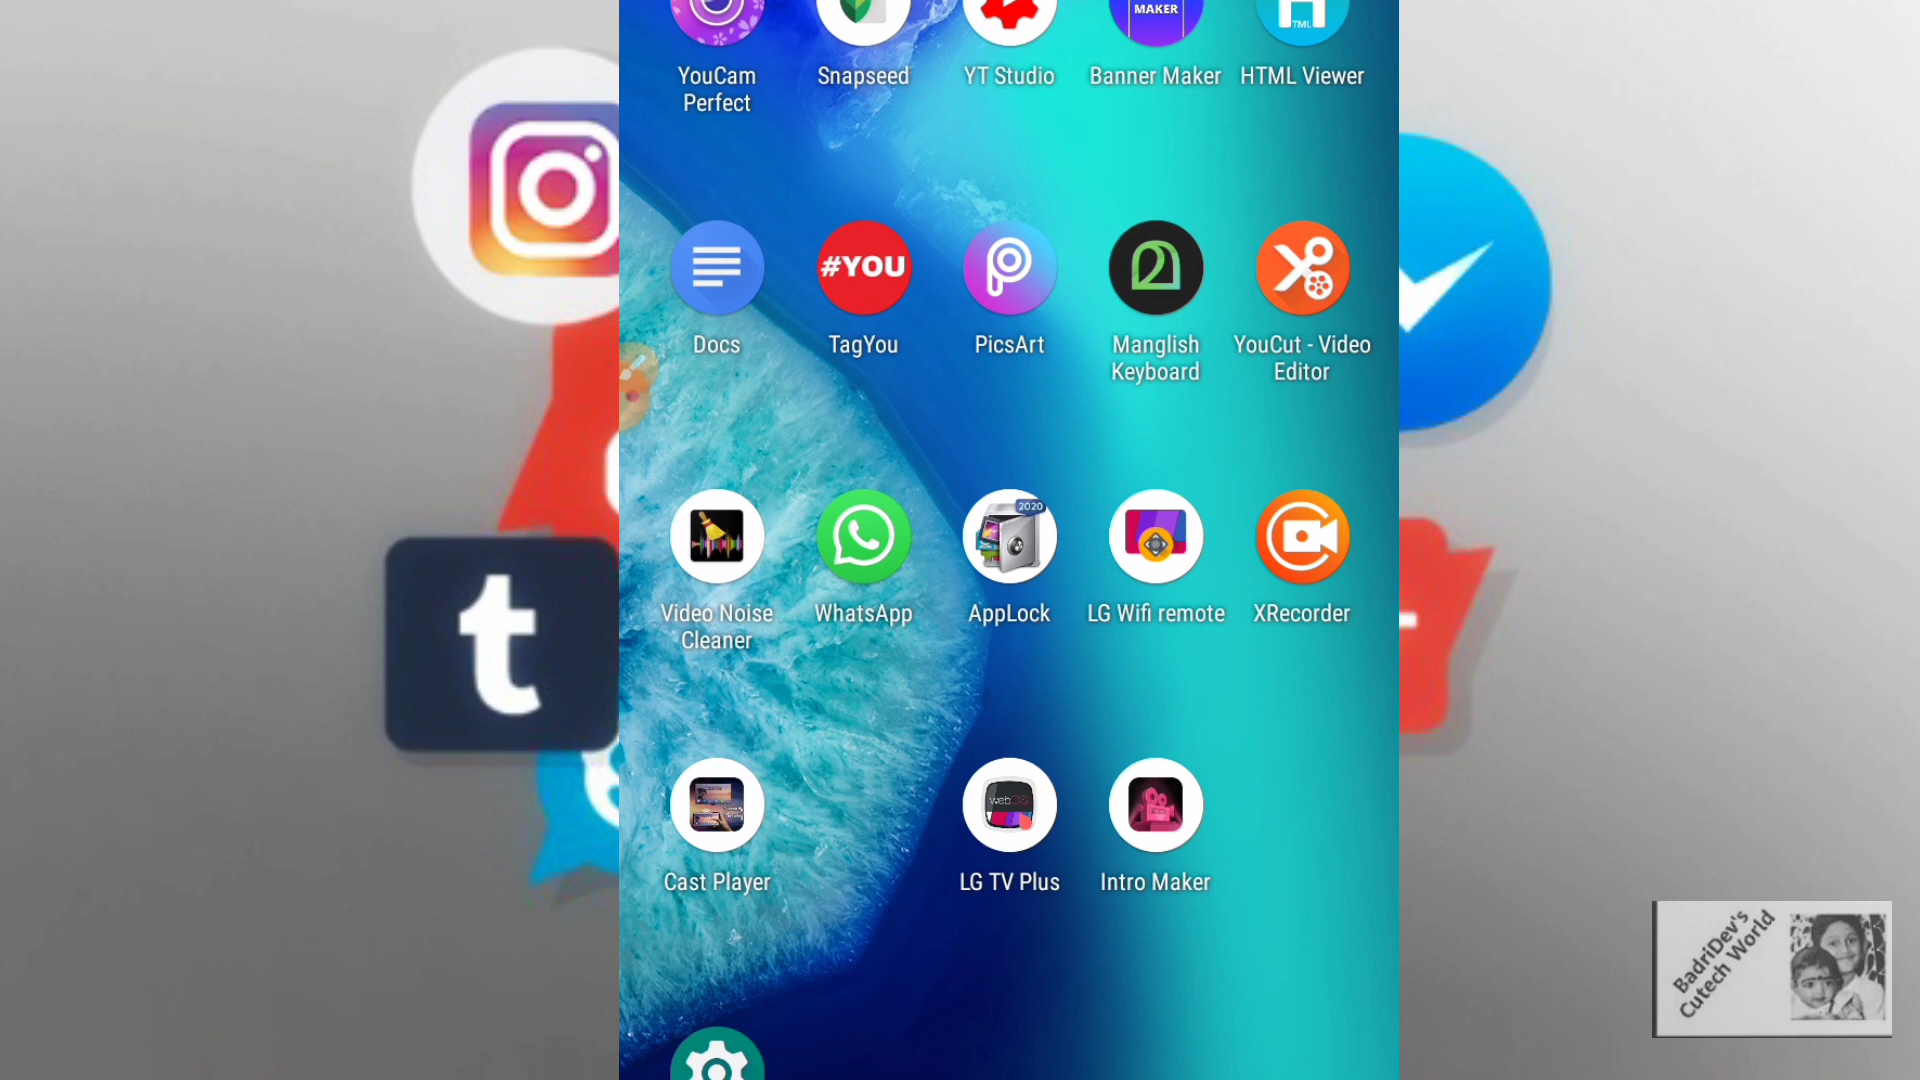 MAKER
TML
YouCam
Perfect
Snapseed
YT Studio
Banner Maker
HTML Viewer
#YOU
Docs
TagYou
PicsArt
Manglish
Keyboard
YouCut - Video
Editor
2020
Video Noise
Cleaner
WhatsApp
AppLock
LG Wifi remote
XRecorder
webOS
Cast Player
LG TV Plus
Intro Maker
t
BadriDev's
Cutech World